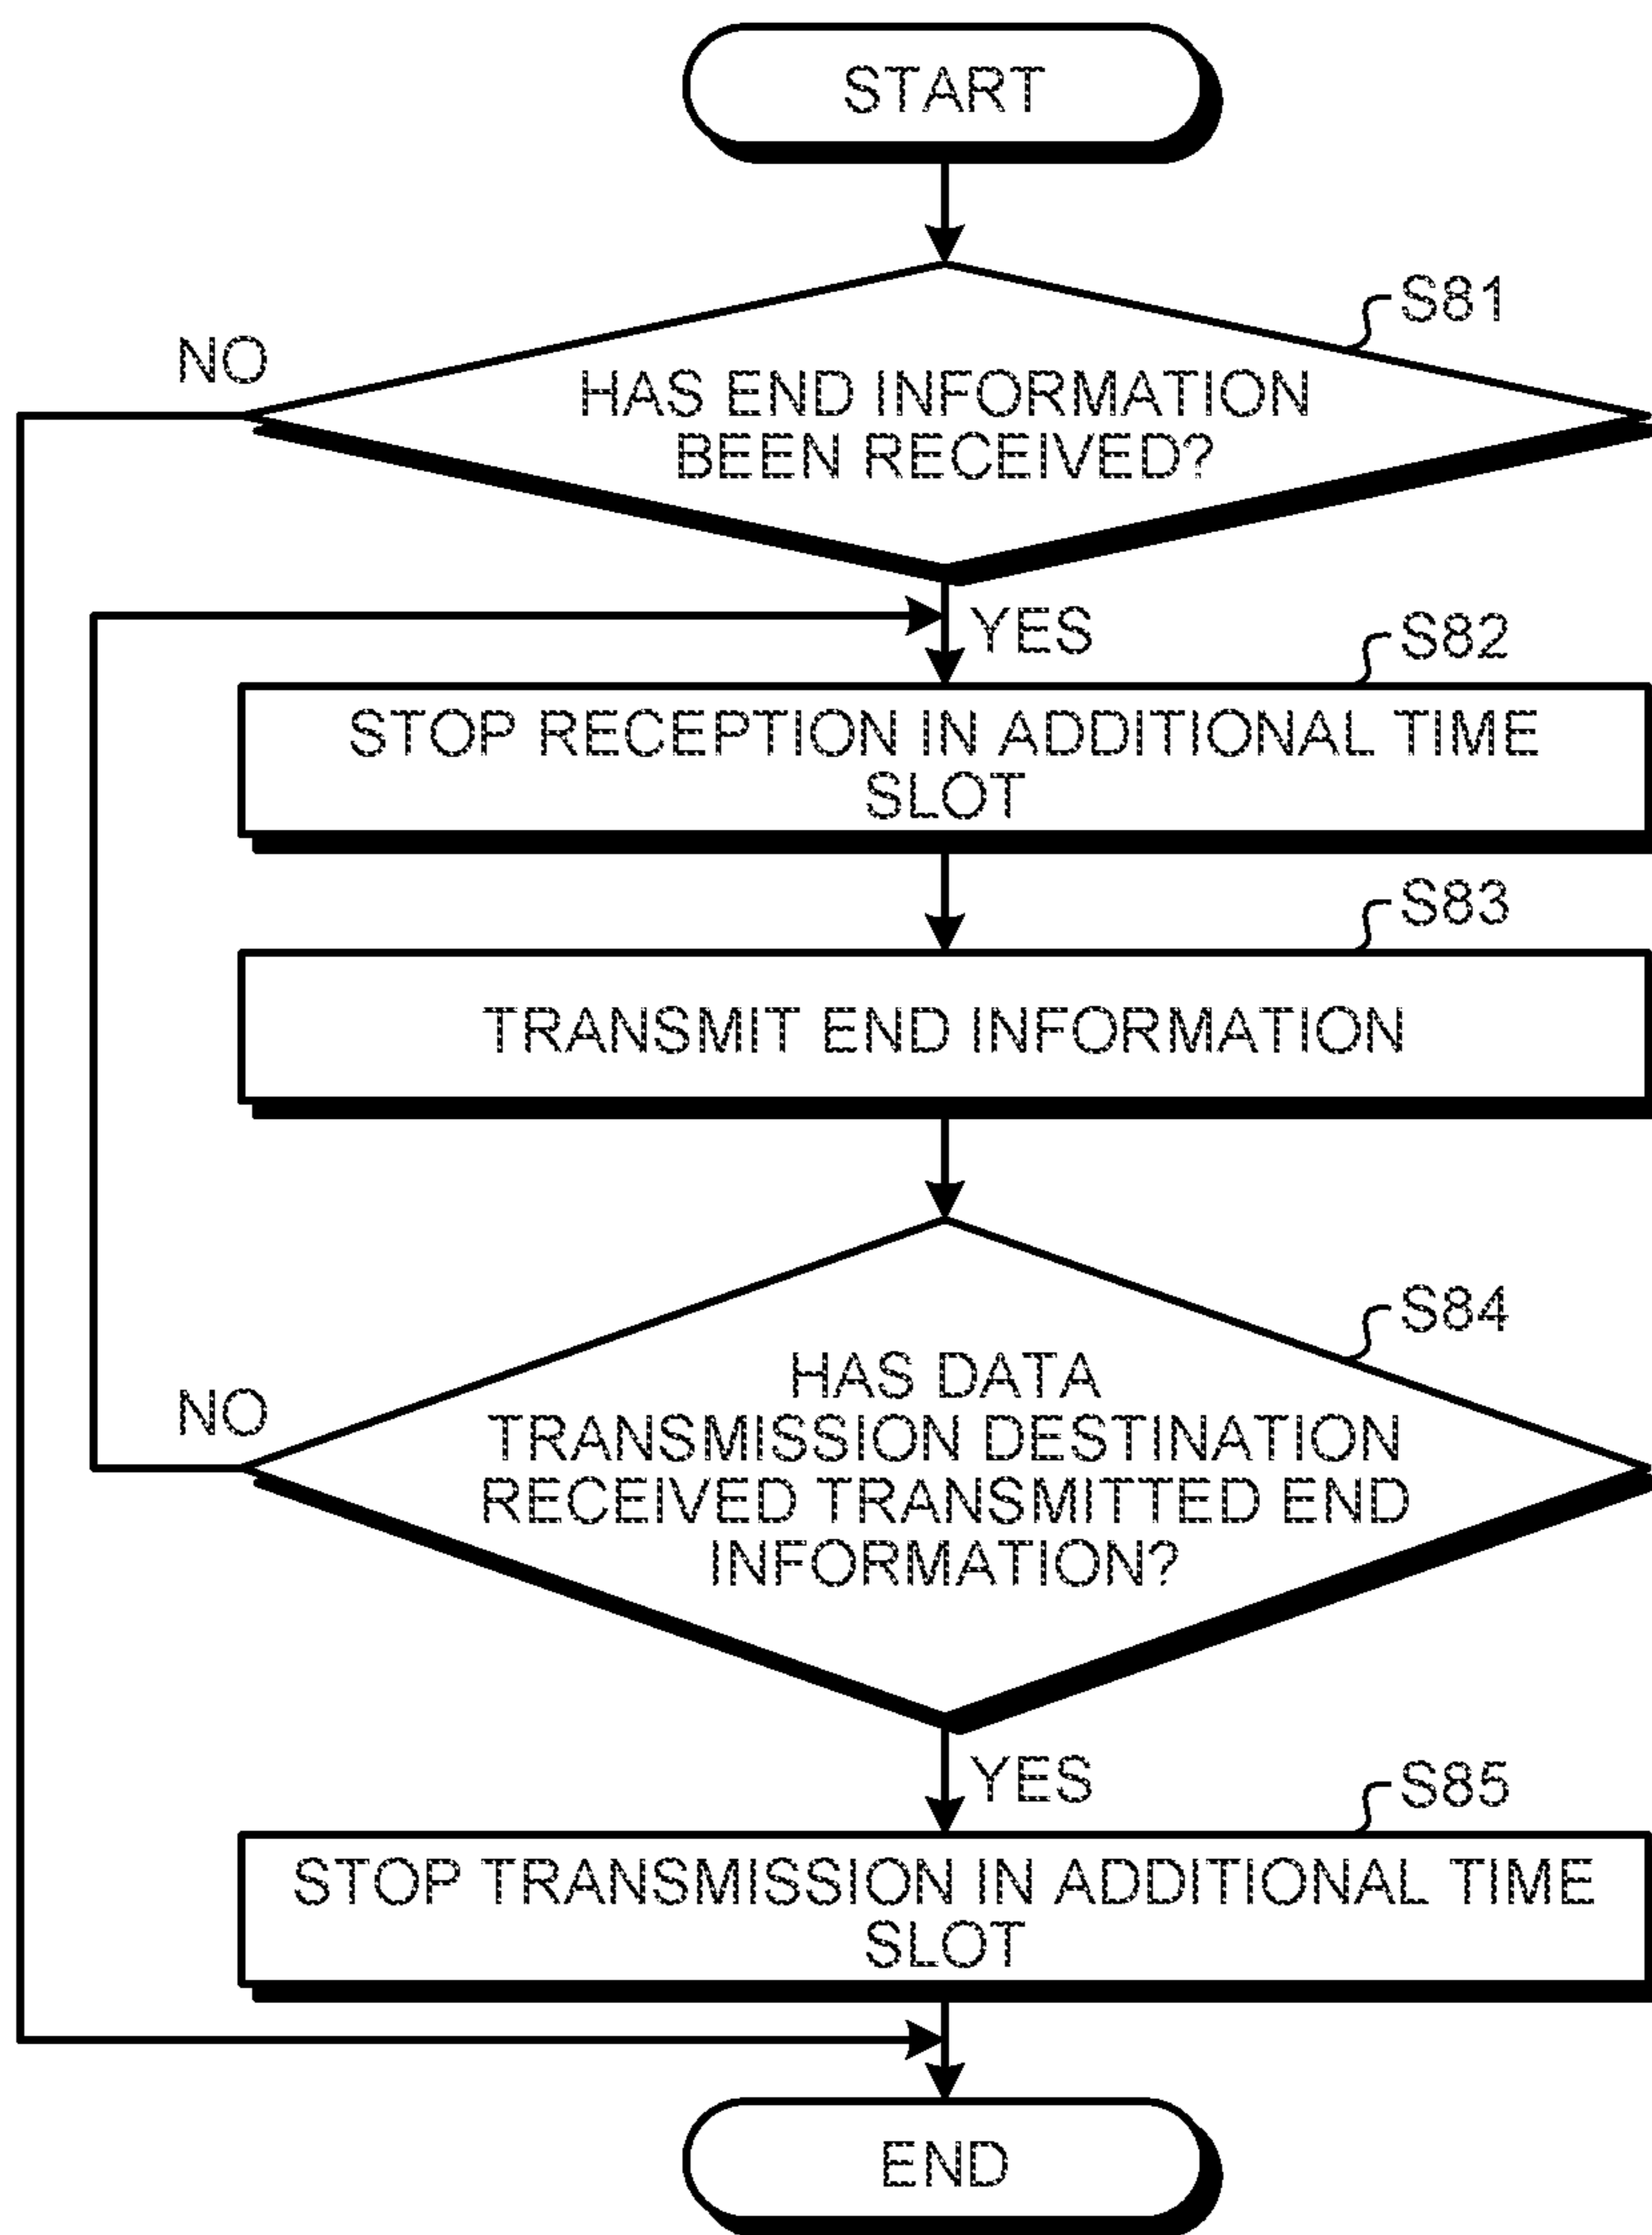 START
S81
NO
HAS END INFORMATION
BEEN RECEIVED?
YES
S82
STOP RECEPTION IN ADDITIONAL TIME
SLOT
S83
TRANSMIT END INFORMATION
S84
HAS DATA
NO
TRANSMISSION DESTINATION
RECEIVED TRANSMITTED END
INFORMATION?
YES
S85
STOP TRANSMISSION IN ADDITIONAL TIME
SLOT
END